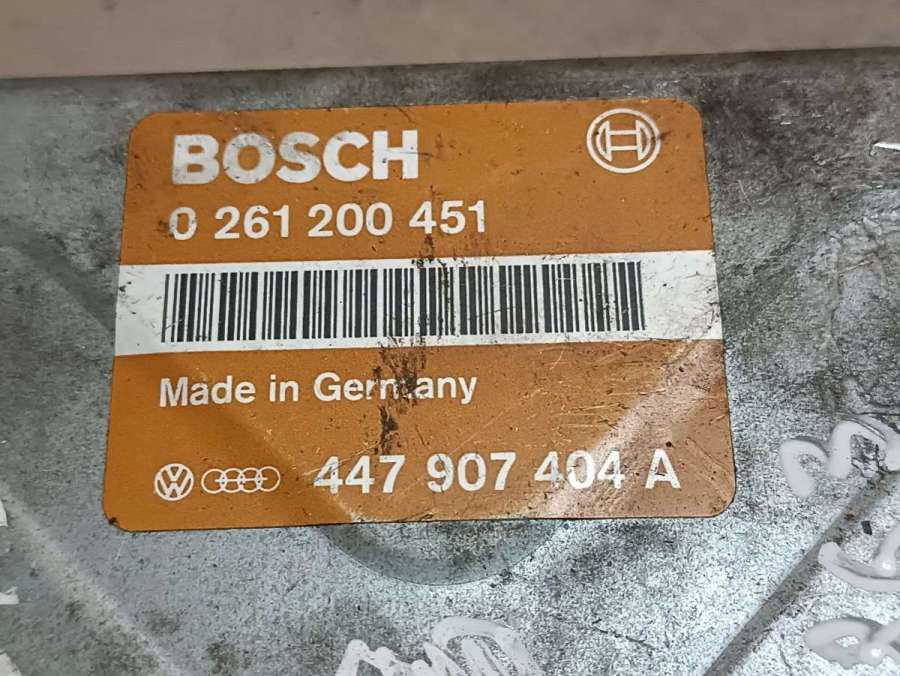 BOSCH
0 261 200 451
Made in Germany
447 907 404 A